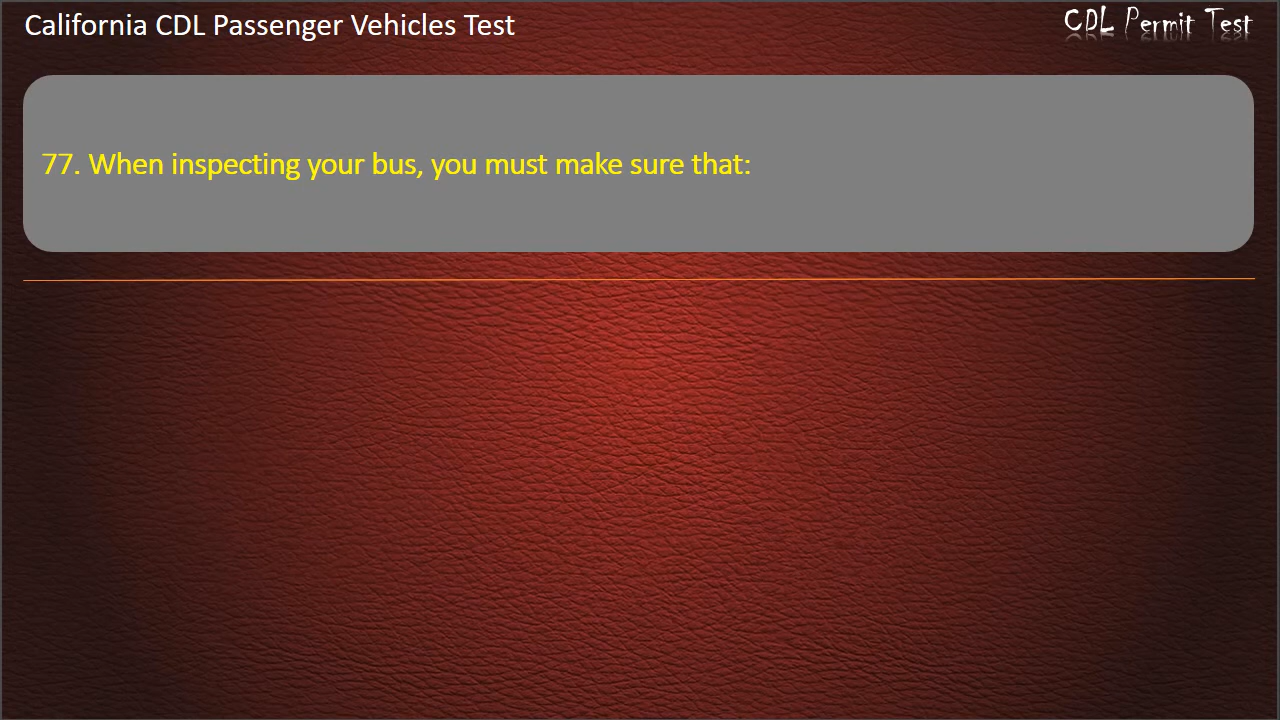 California CDL Passenger Vehicles Test
CDL Permit Test
77. When inspecting your bus, you must make sure that: